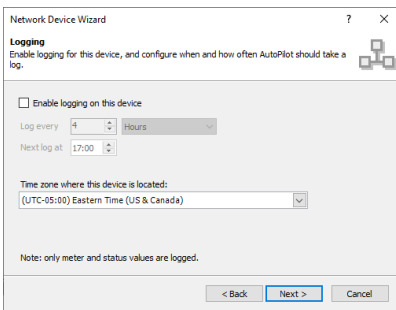 Network Device Wizard ? ×
Logging
Enable logging for this device, and configure when and how often AutoPilot should take a
log.
Enable logging on this device
Log every 4 Hours
Next log at 17:00
Time zone where this device is located:
(UTC-05:00) Eastern Time (US & Canada)
Note: only meter and status values are logged.
< Back Next > Cancel